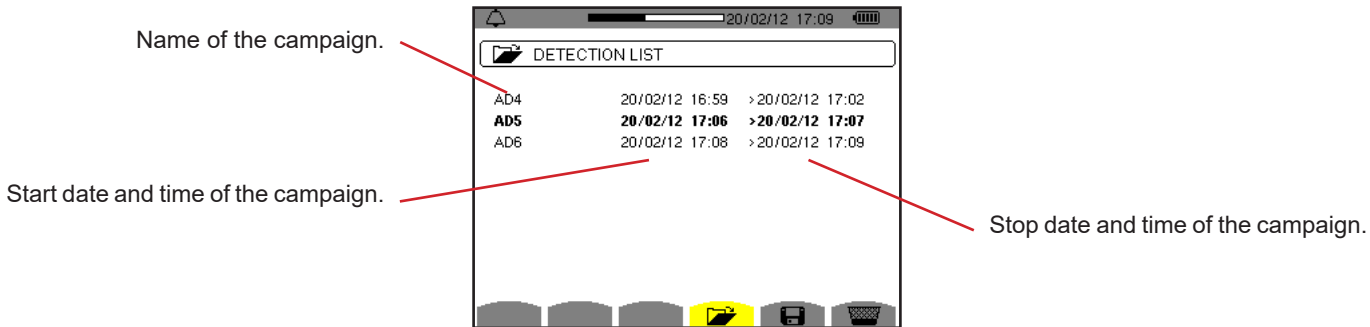 20/02/12 17:09
Name of the campaign.
DETECTION LIST
AD4 20/02/12 16:59 >20/02/12 17:02
AD5 20/02/12 17:06 >20/02/12 17:07
AD6 20/02/12 17:08 >20/02/12 17:09
Start date and time of the campaign.
Stop date and time of the campaign.